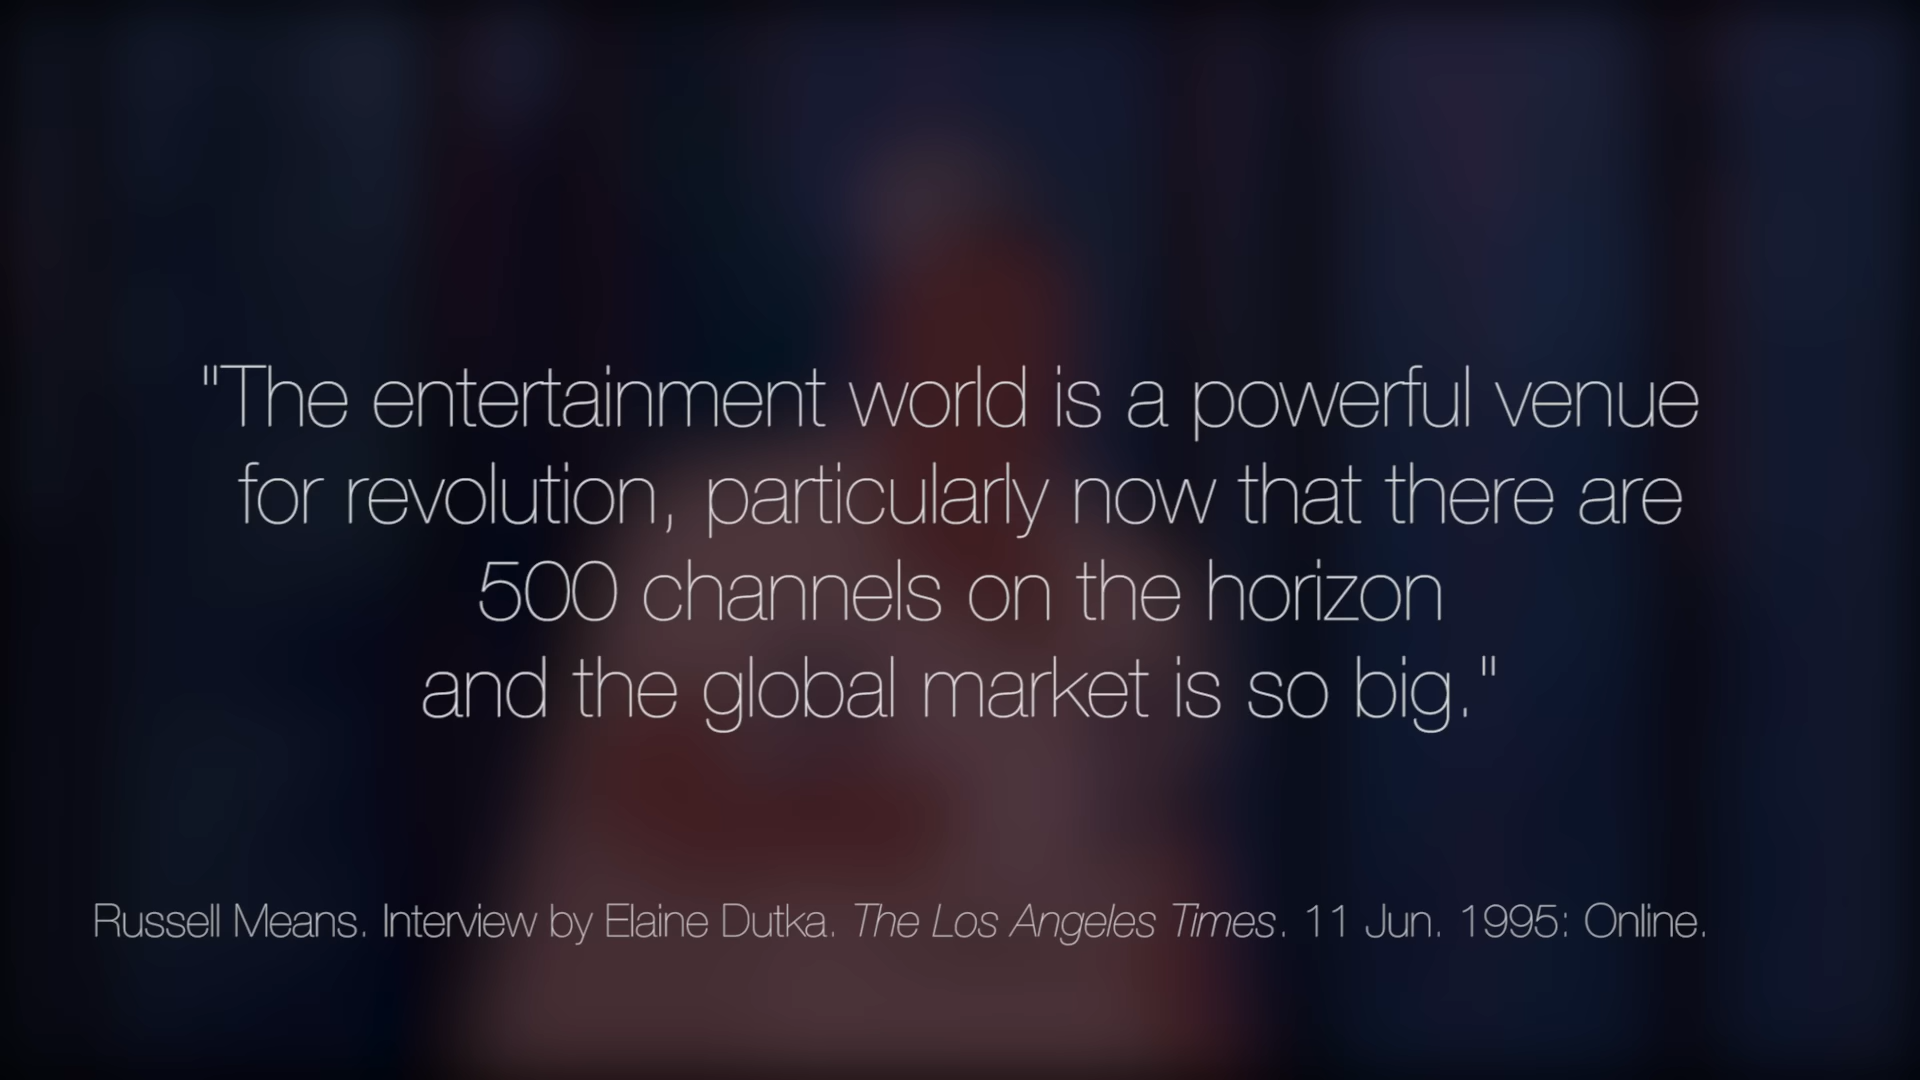 "The entertainment world is a powerful venue
for revolution, particularly now that there are
500 channels on the horizon
and the global market is so big."
Russell Means. Interview by Elaine Dutka. The Los Angeles Times. 11 Jun. 1995: Online.